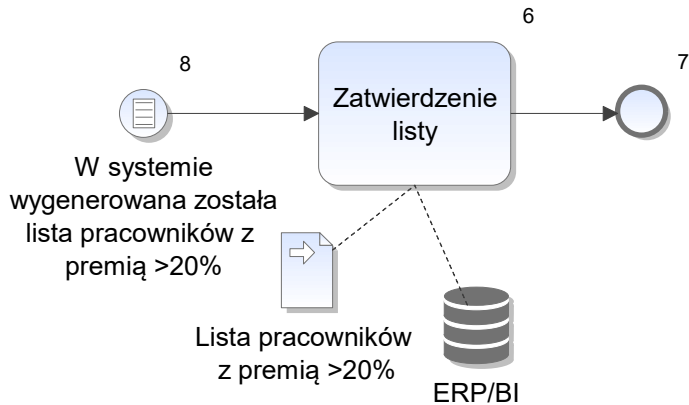 6
8
7
Zatwierdzenie
listy
W systemie
wygenerowana została
lista pracowników z
premią >20%
Lista pracowników
z premią >20%
ERP/BI